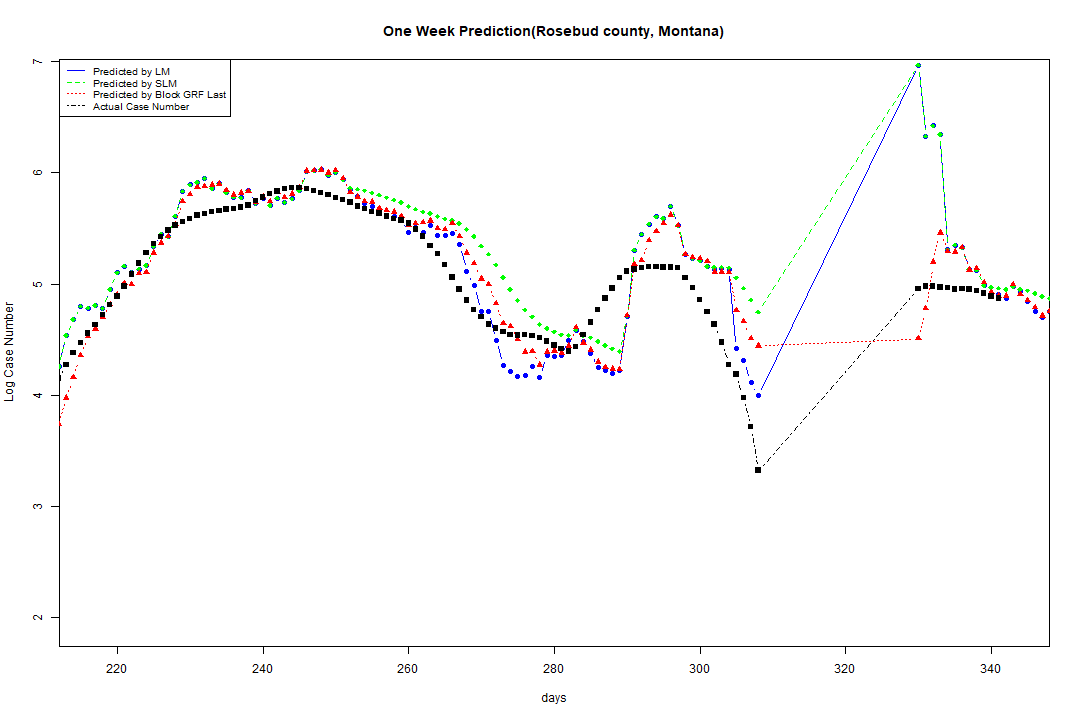 One Week Prediction(Rosebud county, Montana)
Predicted by LM
Predicted by SLM
Predicted by Block GRF Last
Actual Case Number
7
6
5
4
3
2
Log Case Number
220 240 260 280 300 320 340
days